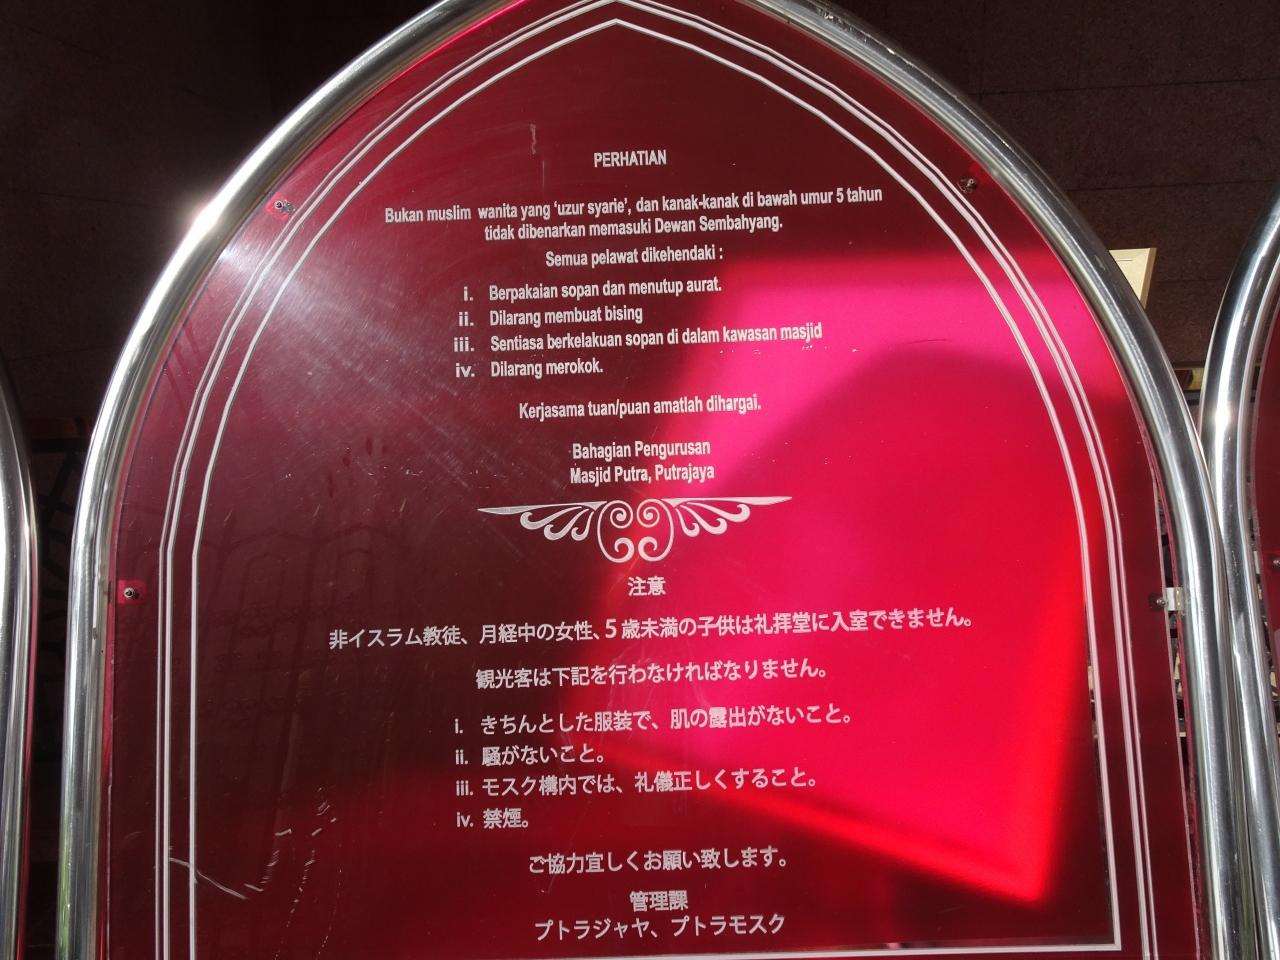 PERHATIAN
Bukan muslim wanita yang 'uzur syarie', dan kanak-kanak di bawah umur 5 tahun
tidak dibenarkan memasuki Dewan Sembahyang.
Semua pelawat dikehendaki :
i. Berpakaian sopan dan menutup aurat.
ii. Dilarang membuat bising
iii. Sentiasa berkelakuan sopan di dalam kawasan masjid
iv. Dilarang merokok.
Kerjasama tuan/puan amatlah dihargai.
Bahagian Pengurusan
Masjid Putra, Putrajaya
注意
非イスラム教徒、月経中の女性、5歳未満の子供は礼拝堂に入室できません。
観光客は下記を行わなければなりません。
i. きちんとした服装で、肌の露出がないこと。
ii. 騒がないこと。
iii. モスク構内では、礼儀正しくすること。
iv. 禁煙。
ご協力宜しくお願い致します。
管理課
プトラジャヤ、プトラモスク